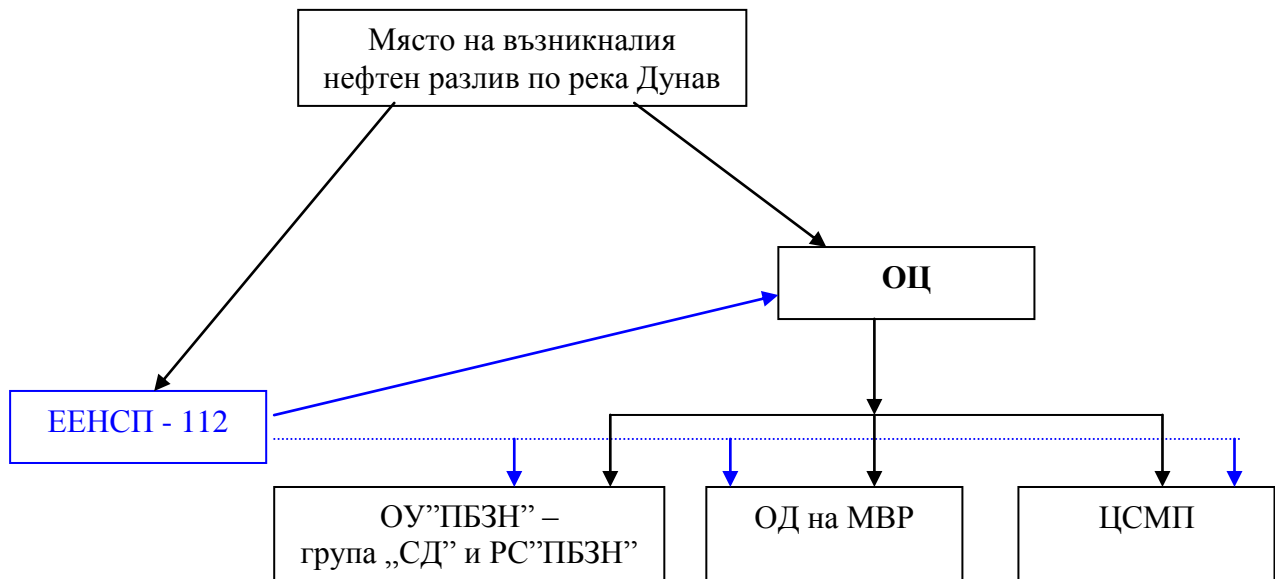 Място на възникналия
нефтен разлив по река Дунав
ОЦ
ЕЕНСП - 112
ОУ”ПБЗН” –
група „СД” и РС”ПБЗН”
ОД на МВР
ЦСМП